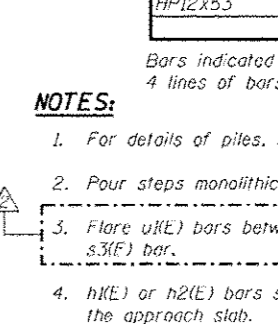 HP12x53
Bars indicated
4 lines of bars
NOTES:
1. For details of piles,
2. Pour steps monolithic
3. Flare u1(E) bars betw
s3(E) bar.
4. h1(E) or h2(E) bars s
the approach slab.